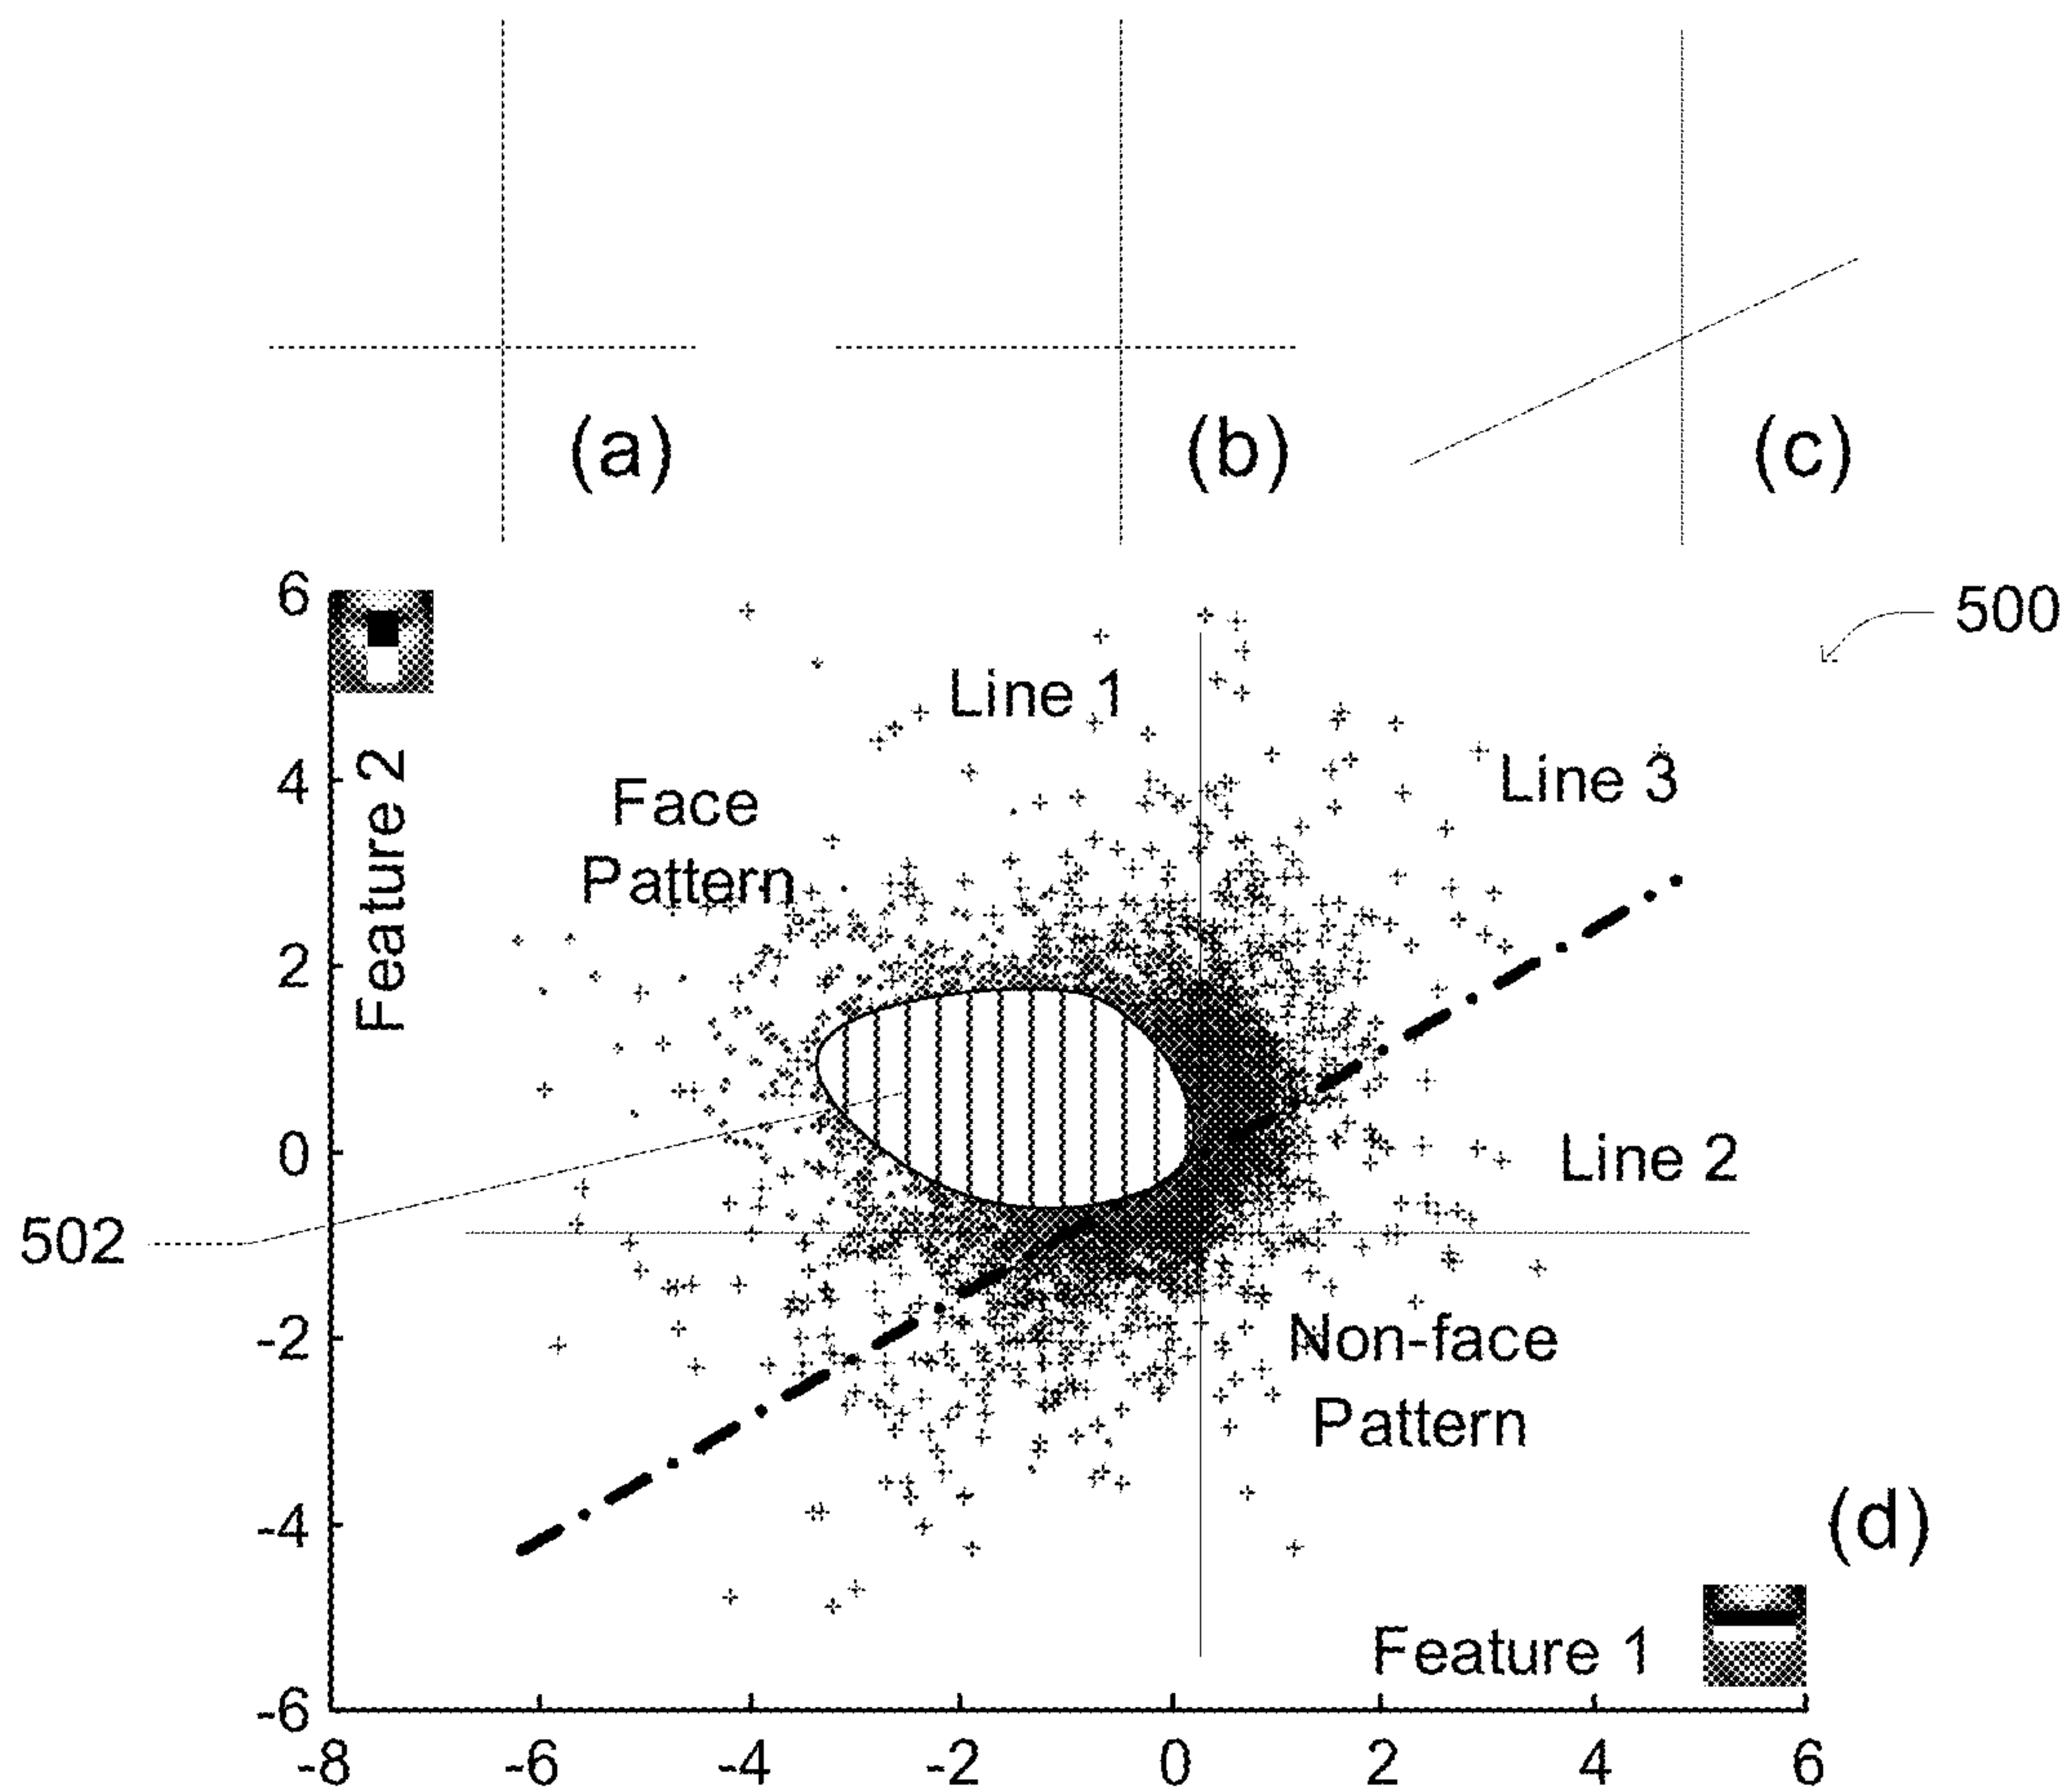 (a)
(b)
(c)
500
6
4
2
0
-2
-4
-6
Feature 2
Line 1
Line 3
Face
Pattern
Line 2
502
Non-face
Pattern
(d)
Feature 1
-8
-6
-4
-2
0
2
4
6